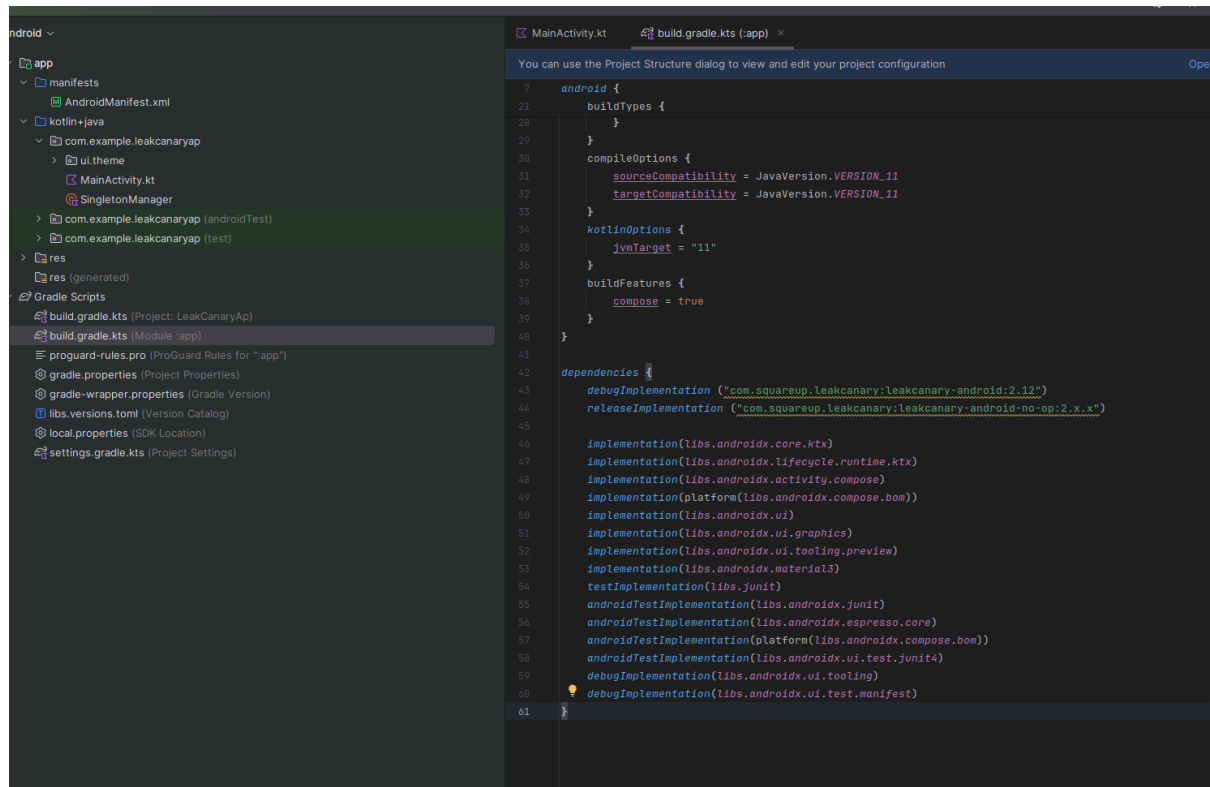 ndroid
app
manifests
AndroidManifest.xml
kotlin+java
com.example.leakcanaryap
ui.theme
MainActivity.kt
SingletonManager
com.example.leakcanaryap (androidTest)
com.example.leakcanaryap (test)
res
res (generated)
Gradle Scripts
build.gradle.kts (Project: LeakCanaryAp)
build.gradle.kts (Module :app)
proguard-rules.pro (ProGuard Rules for ":app")
gradle.properties (Project Properties)
gradle-wrapper.properties (Gradle Version)
libs.versions.toml (Version Catalog)
local.properties (SDK Location)
settings.gradle.kts (Project Settings)
MainActivity.kt build.gradle.kts (:app)
You can use the Project Structure dialog to view and edit your project configuration Ope
7 android {
21 buildTypes {
28 }
29 }
30 compileOptions {
31 sourceCompatibility = JavaVersion.VERSION_11
32 targetCompatibility = JavaVersion.VERSION_11
33 }
34 kotlinOptions {
35 jvmTarget = "11"
36 }
37 buildFeatures {
38 compose = true
39 }
40 }
41
42 dependencies {
43 debugImplementation ("com.squareup.leakcanary:leakcanary-android:2.12")
44 releaseImplementation ("com.squareup.leakcanary:leakcanary-android-no-op:2.x.x")
45
46 implementation(libs.androidx.core.ktx)
47 implementation(libs.androidx.lifecycle.runtime.ktx)
48 implementation(libs.androidx.activity.compose)
49 implementation(platform(libs.androidx.compose.bom))
50 implementation(libs.androidx.ui)
51 implementation(libs.androidx.ui.graphics)
52 implementation(libs.androidx.ui.tooling.preview)
53 implementation(libs.androidx.material3)
54 testImplementation(libs.junit)
55 androidTestImplementation(libs.androidx.junit)
56 androidTestImplementation(libs.androidx.espresso.core)
57 androidTestImplementation(platform(libs.androidx.compose.bom))
58 androidTestImplementation(libs.androidx.ui.test.junit4)
59 debugImplementation(libs.androidx.ui.tooling)
60 debugImplementation(libs.androidx.ui.test.manifest)
61 }